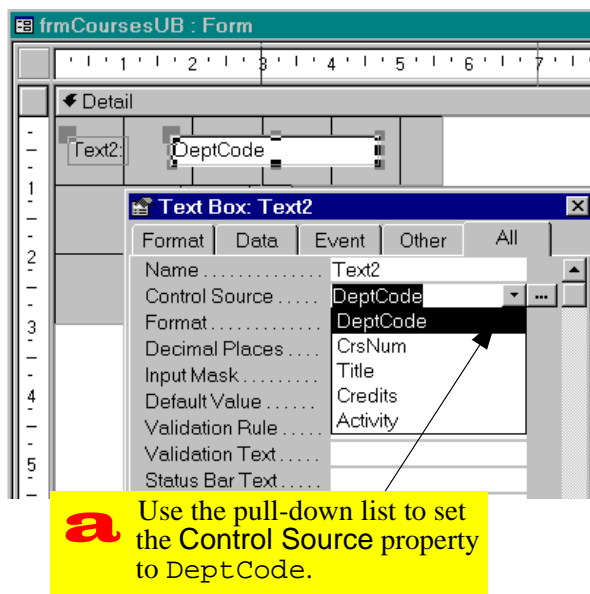 frmCoursesUB : Form
1 2 3 4 5 6 7
Detail
Text2: DeptCode
1
2
3
4
5
Text Box: Text2
Format Data Event Other All
Name.............. Text2
Control Source..... DeptCode ...
Format............. DeptCode
Decimal Places.... CrsNum
Input Mask......... Title
Default Value...... Credits
Validation Rule..... Activity
Validation Text.....
Status Bar Text.....
a Use the pull-down list to set
the Control Source property
to DeptCode.